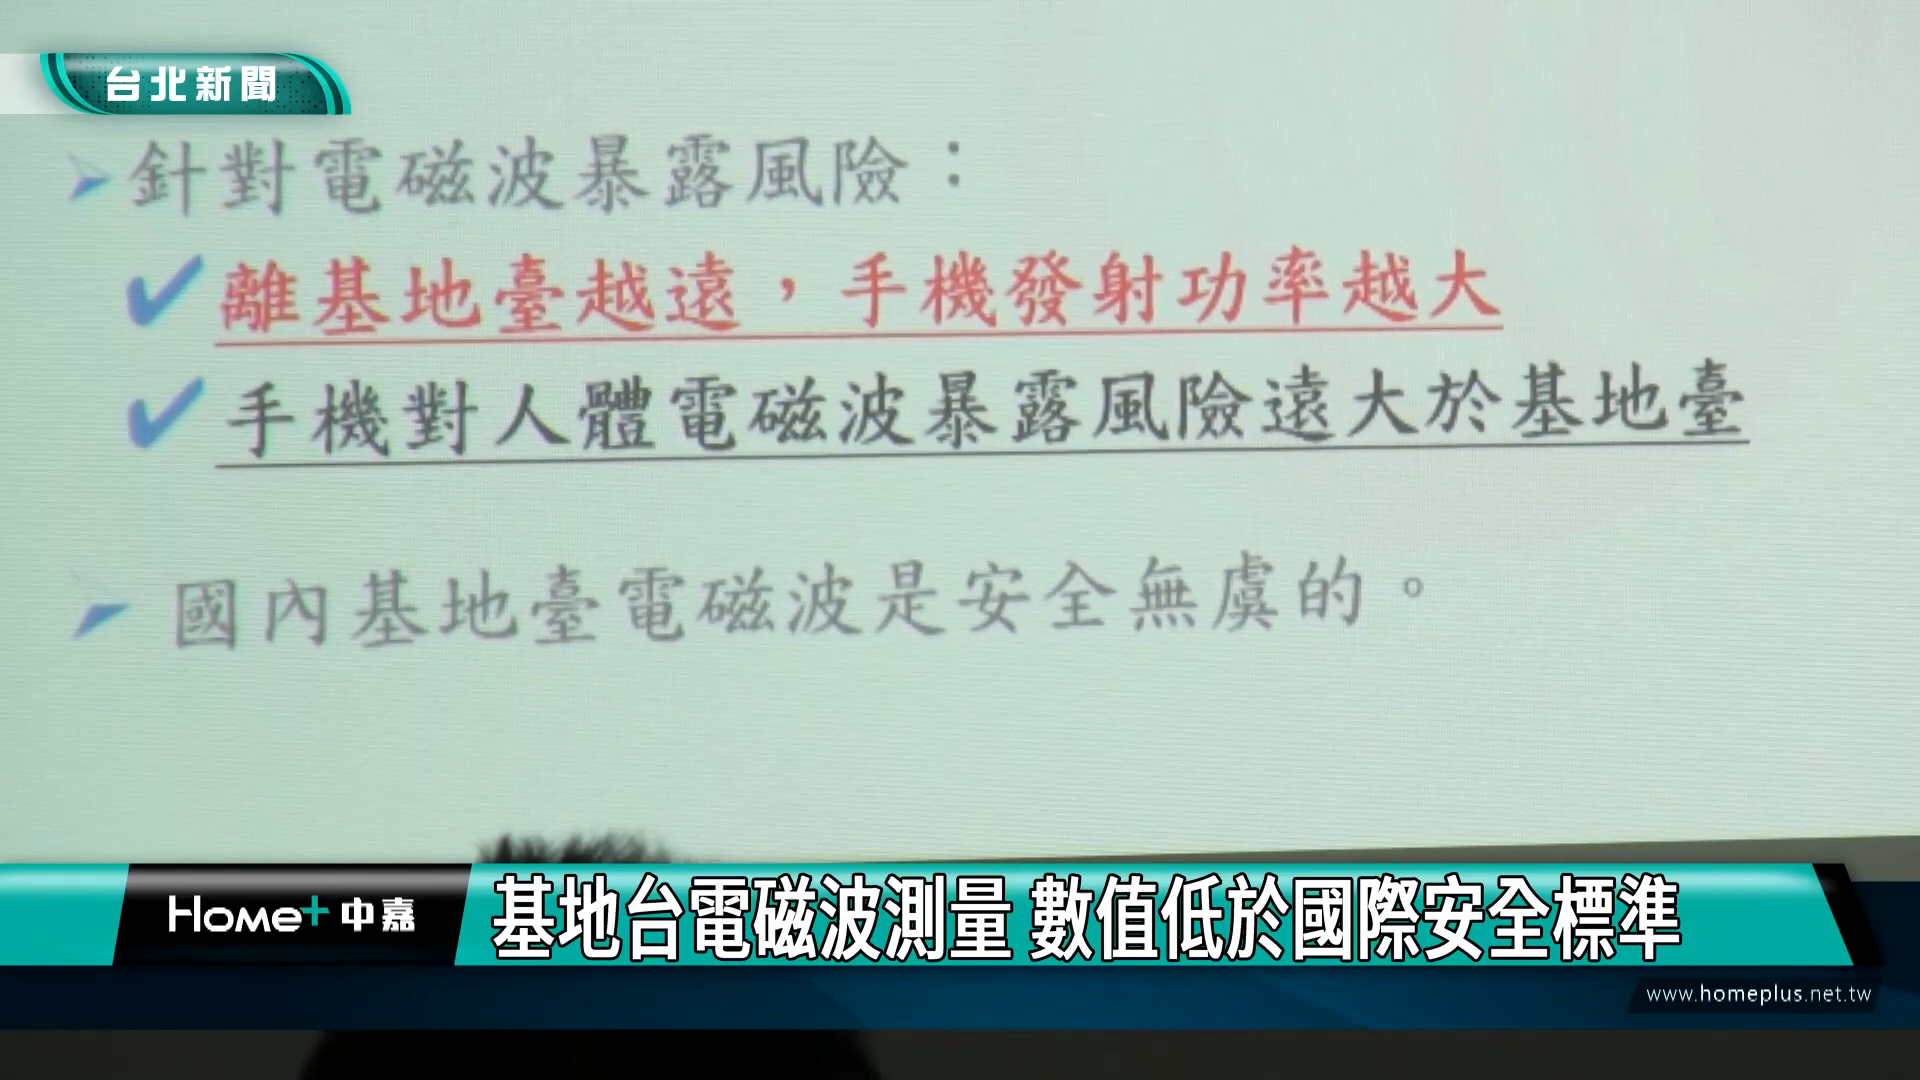 台北新聞
針對電磁波暴露風險：
離基地臺越遠，手機發射功率越大
手機對人體電磁波暴露風險遠大於基地臺
國內基地臺電磁波是安全無虞的。
Home+中嘉
基地台電磁波測量 數值低於國際安全標準
www.homeplus.net.tw